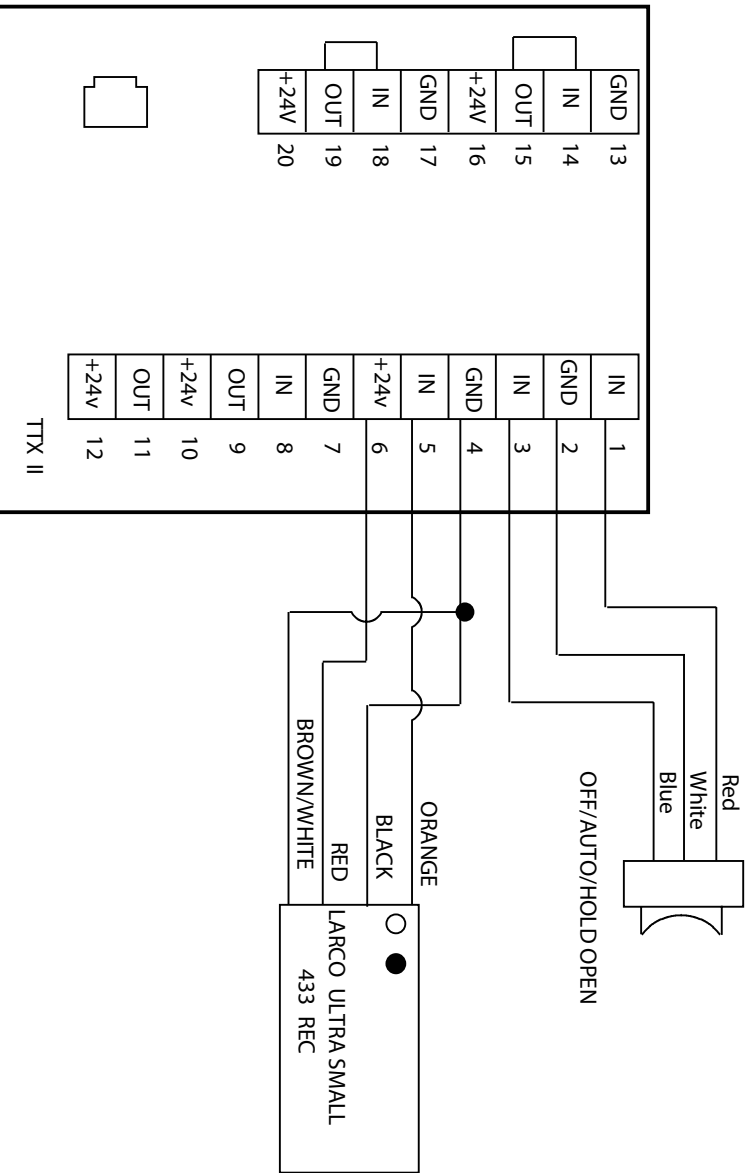 GND 13
IN 14
OUT 15
+24V 16
GND 17
IN 18
OUT 19
+24V 20
IN 1
GND 2
IN 3
GND 4
IN 5
+24v 6
GND 7
IN 8
OUT 9
+24v 10
OUT 11
+24v 12
TTX II
Red
White
Blue
OFF/AUTO/HOLD OPEN
ORANGE
BLACK
RED
BROWN/WHITE
LARCO ULTRA SMALL
433 REC